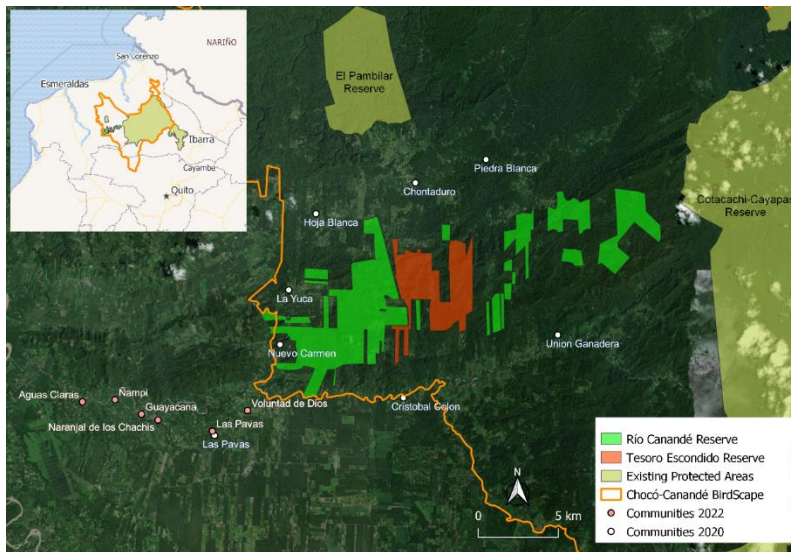 NARIÑO
San Lorenzo
Esmeraldas
Ibarra
Cayambe
Quito
El Pambilar
Reserve
Piedra Blanca
Chontaduro
Cotacachi-Cayapas
Reserve
Hoja Blanca
La Yuca
Union Ganadera
Nuevo Carmen
Aguas Claras
Ñampi
Guayacana
Voluntad de Dios
Cristobal Colon
Naranjal de los Chachis
Las Pavas
Las Pavas
N
0
5 km
Río Canandé Reserve
Tesoro Escondido Reserve
Existing Protected Areas
Chocó-Canandé BirdScape
Communities 2022
Communities 2020